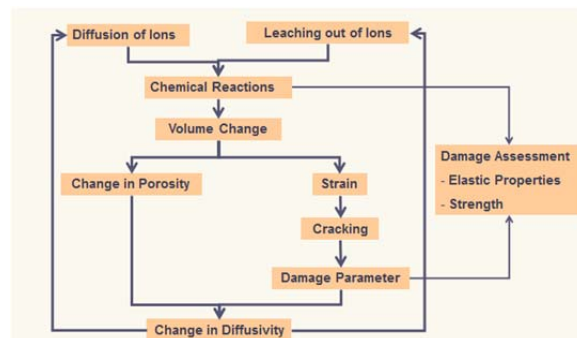 Diffusion of Ions
Leaching out of Ions
Chemical Reactions
Volume Change
Damage Assessment
- Elastic Properties
- Strength
Change in Porosity
Strain
Cracking
Damage Parameter
Change in Diffusivity